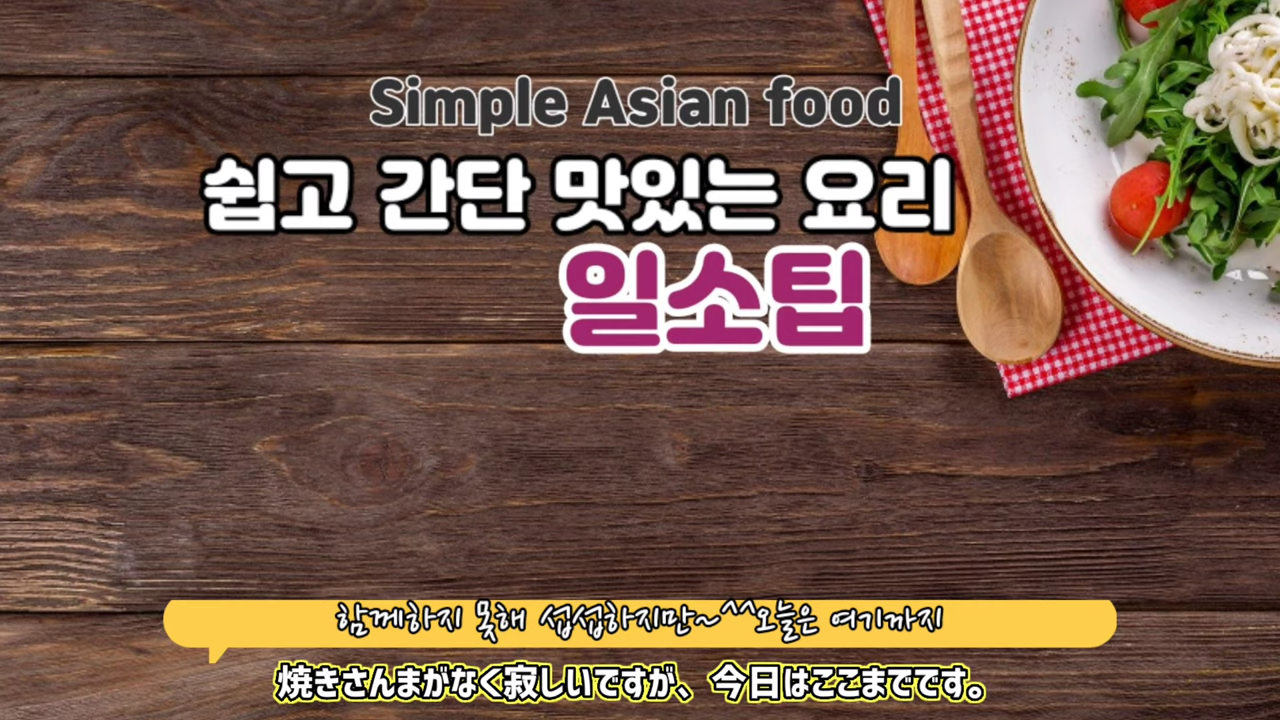 Simple Asian food
쉽고 간단 맛있는 요리
일소팁
함께하지 못해 섭섭하지만~^^오늘은 여기까지
焼きさんまがなく寂しいですが、今日はここまでです。